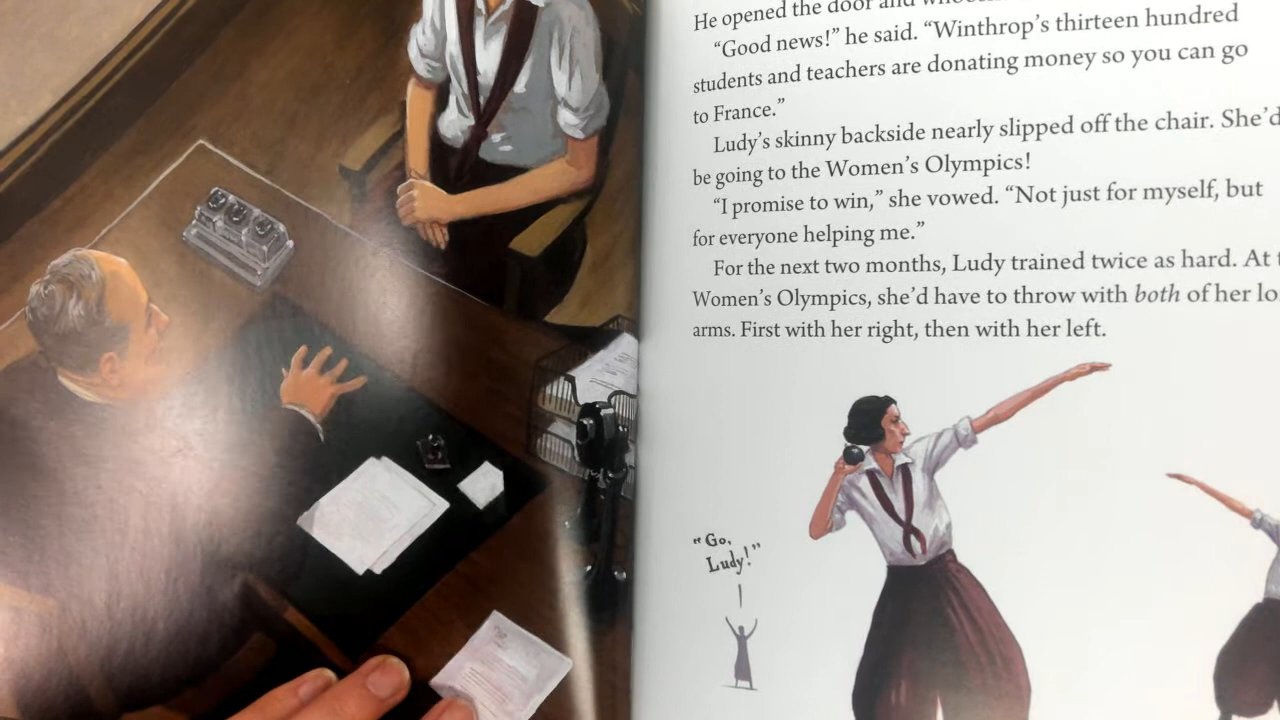 He opened the door and
“Good news!” he said. “Winthrop’s thirteen hundred
students and teachers are donating money so you can go
to France.”
Ludy’s skinny backside nearly slipped off the chair. She’d
be going to the Women’s Olympics!
“I promise to win,” she vowed. “Not just for myself, but
for everyone helping me.”
For the next two months, Ludy trained twice as hard. At
Women’s Olympics, she’d have to throw with both of her
arms. First with her right, then with her left.
“Go,
Ludy!”